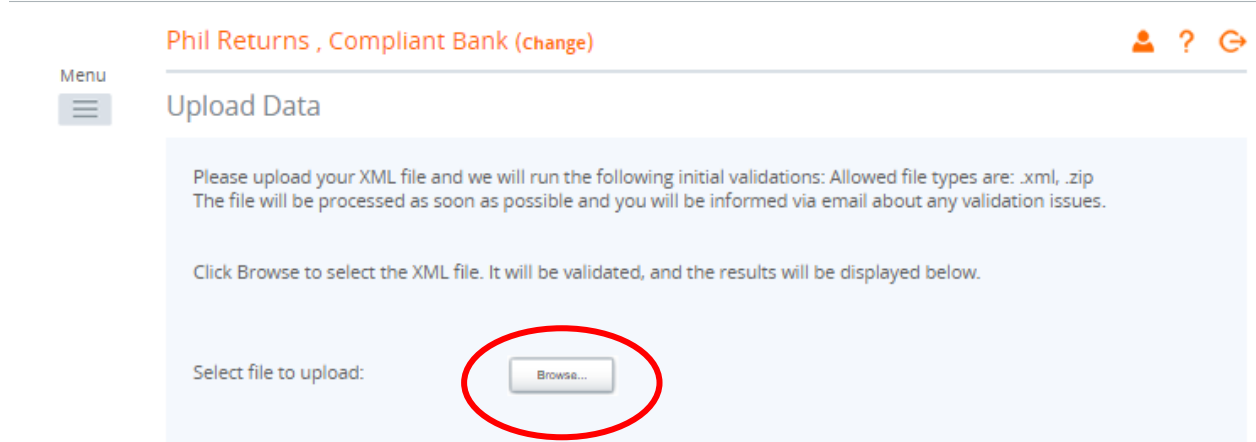 Phil Returns , Compliant Bank (Change)
?
Menu
Upload Data
Please upload your XML file and we will run the following initial validations: Allowed file types are: .xml, .zip
The file will be processed as soon as possible and you will be informed via email about any validation issues.
Click Browse to select the XML file. It will be validated, and the results will be displayed below.
Select file to upload:
Browse...